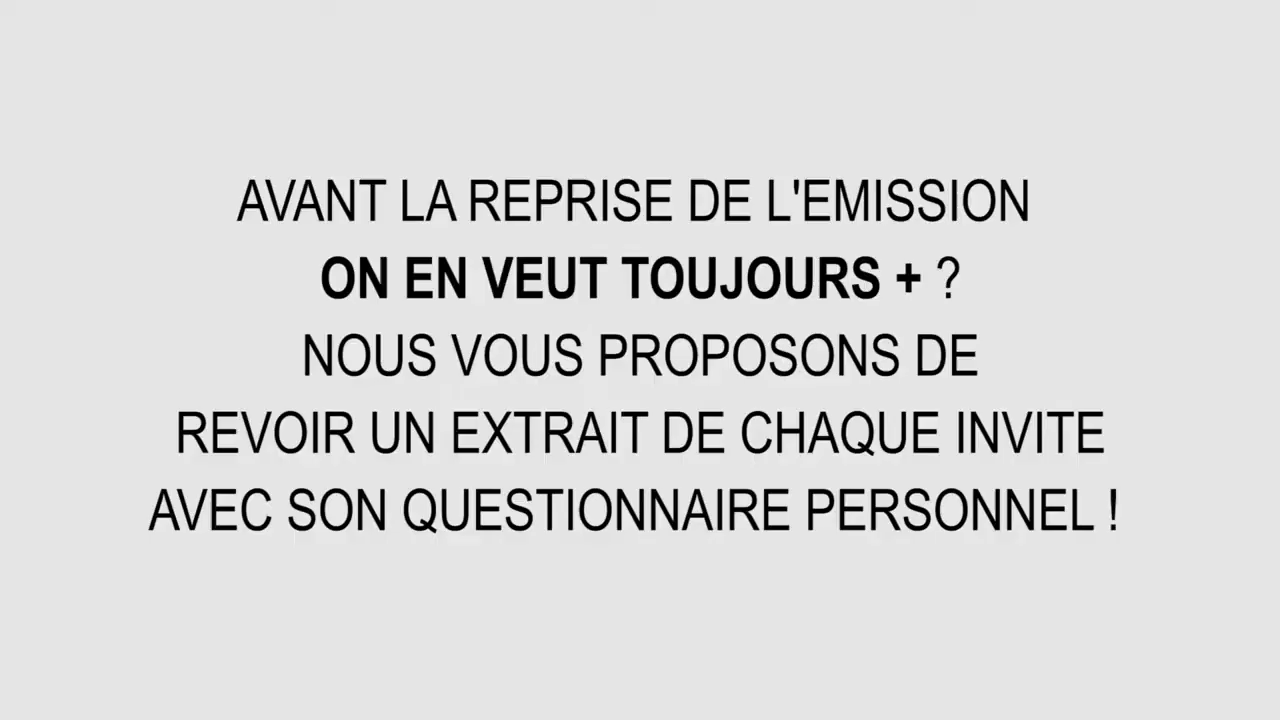 AVANT LA REPRISE DE L'EMISSION
ON EN VEUT TOUJOURS + ?
NOUS VOUS PROPOSONS DE
REVOIR UN EXTRAIT DE CHAQUE INVITE
AVEC SON QUESTIONNAIRE PERSONNEL !